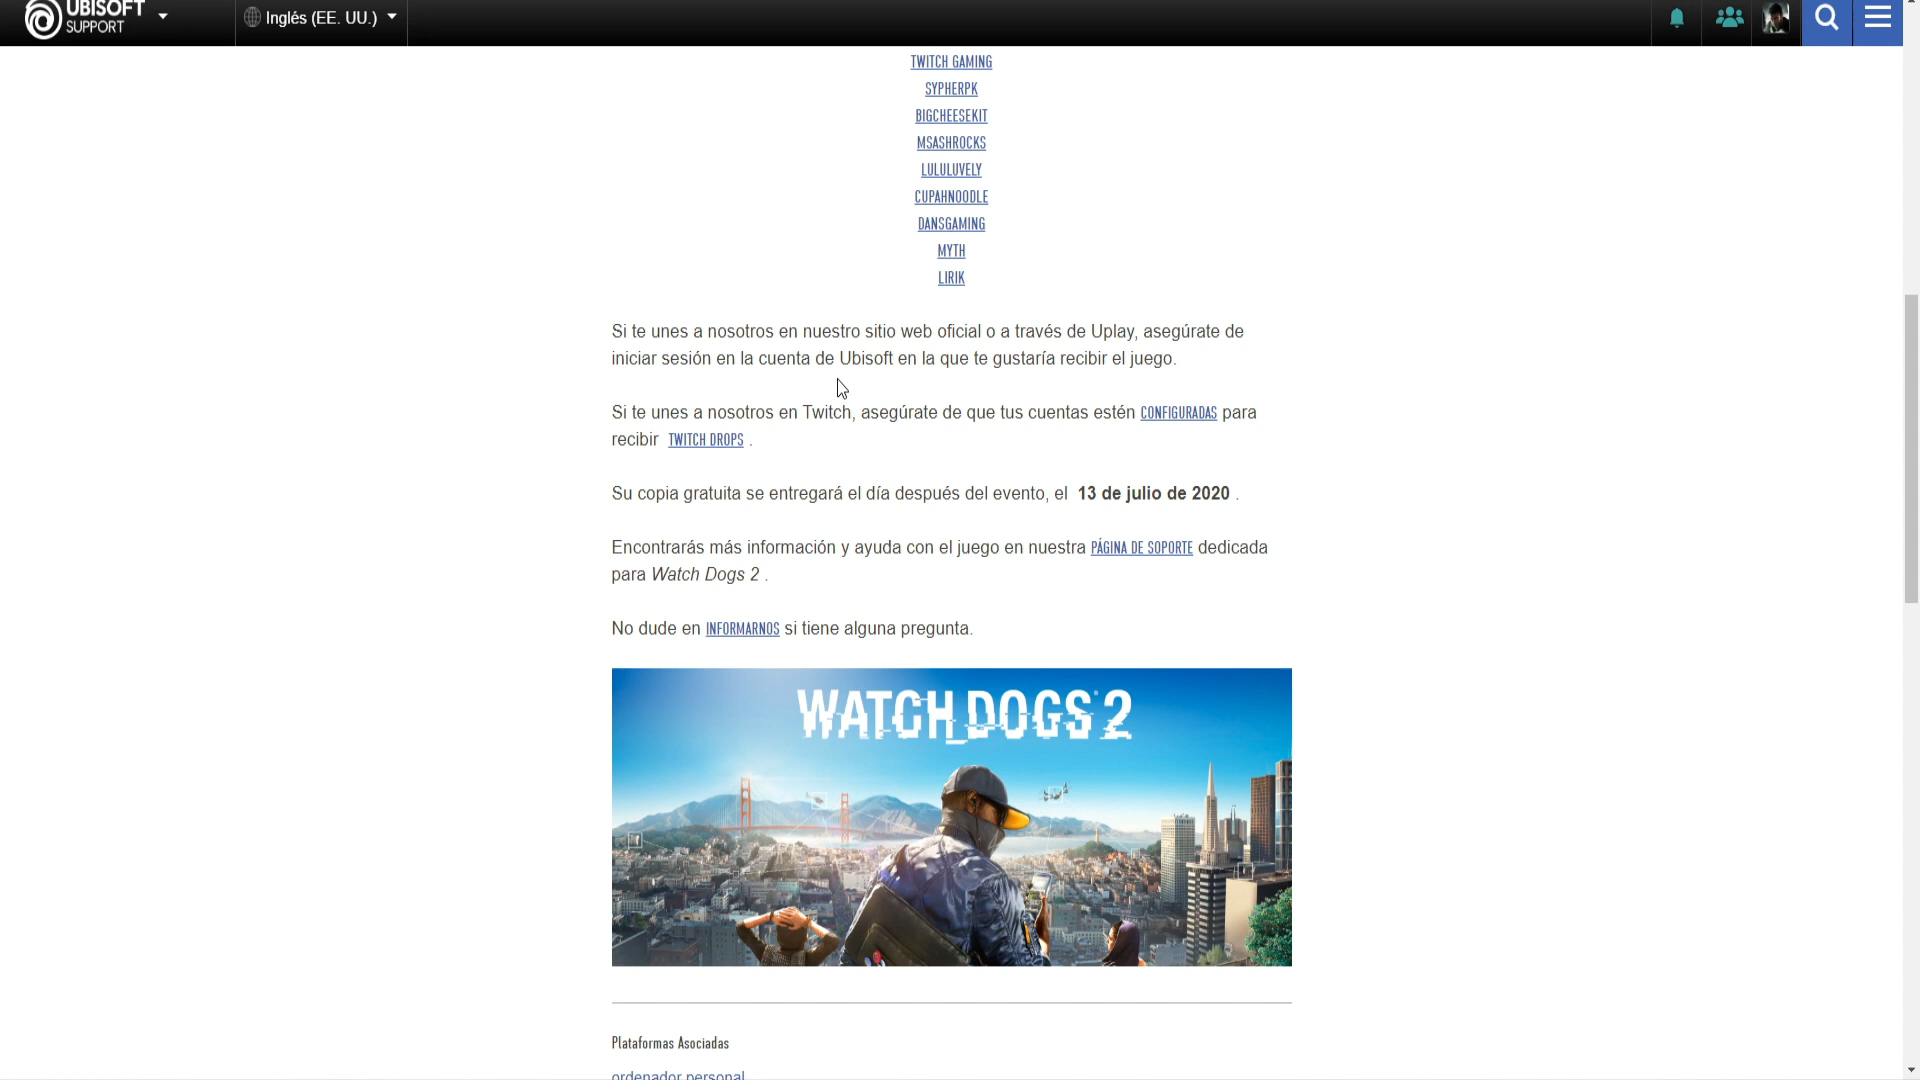 UBISOFT
SUPPORT
Inglés (EE. UU.)
TWITCH GAMING
SYPHERPK
BIGCHEESEKIT
MSASHROCKS
LULULUVELY
CUPAHNOODLE
DANSGAMING
MYTH
LIRIK
Si te unes a nosotros en nuestro sitio web oficial o a través de Uplay, asegúrate de
iniciar sesión en la cuenta de Ubisoft en la que te gustaría recibir el juego.
Si te unes a nosotros en Twitch, asegúrate de que tus cuentas estén CONFIGURADAS para
recibir TWITCH DROPS .
Su copia gratuita se entregará el día después del evento, el 13 de julio de 2020 .
Encontrarás más información y ayuda con el juego en nuestra PÁGINA DE SOPORTE dedicada
para Watch Dogs 2 .
No dude en INFORMARNOS si tiene alguna pregunta.
WATCH_DOGS® 2
Plataformas Asociadas
ordenador personal